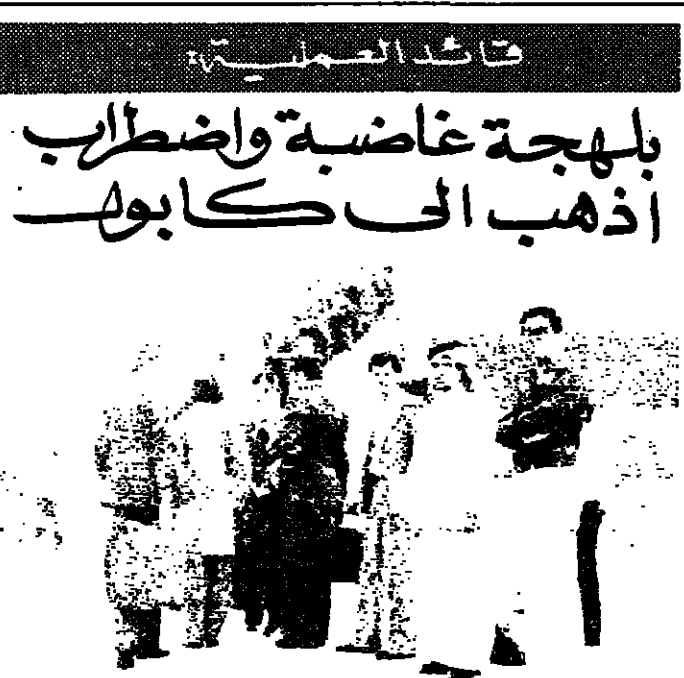 قائد العملية:
بلهجة غاضبة واضطراب
اذهب الى كابول